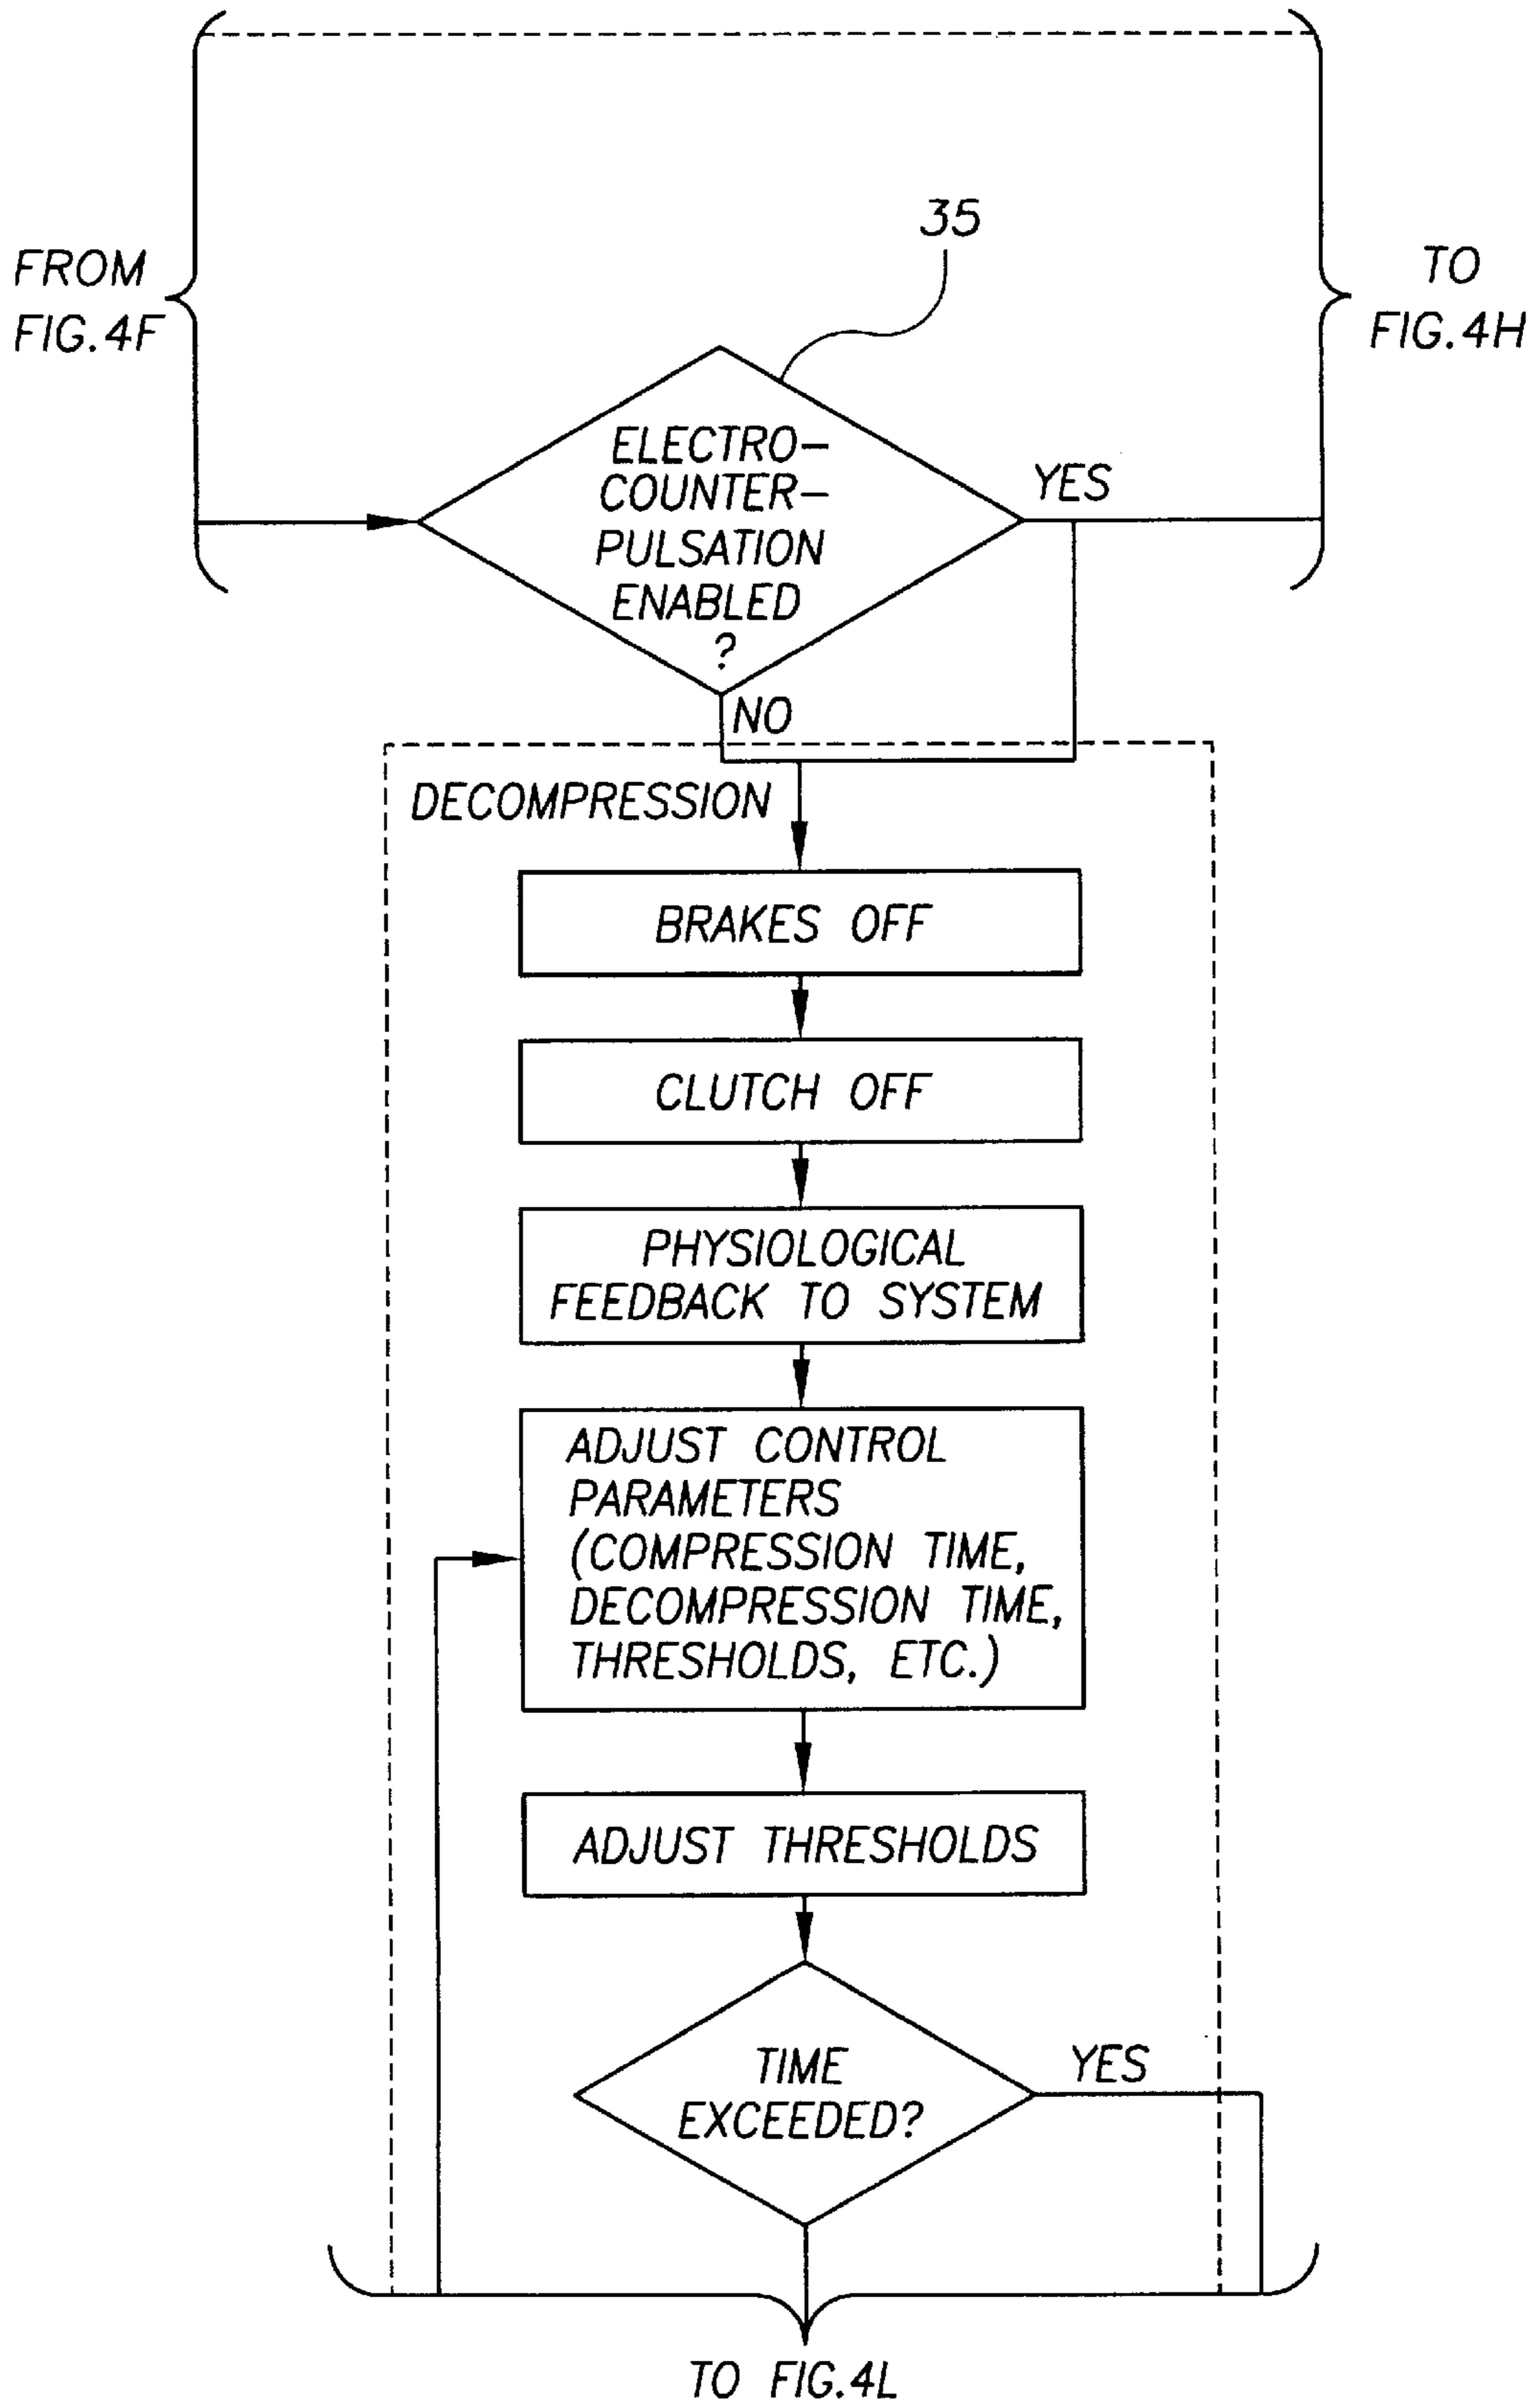 35
FROM
FIG.4F
TO
FIG.4H
ELECTRO-
COUNTER-
PULSATION
ENABLED
?
YES
NO
DECOMPRESSION
BRAKES OFF
CLUTCH OFF
PHYSIOLOGICAL
FEEDBACK TO SYSTEM
ADJUST CONTROL
PARAMETERS
(COMPRESSION TIME,
DECOMPRESSION TIME,
THRESHOLDS, ETC.)
ADJUST THRESHOLDS
TIME
EXCEEDED?
YES
TO FIG.4L